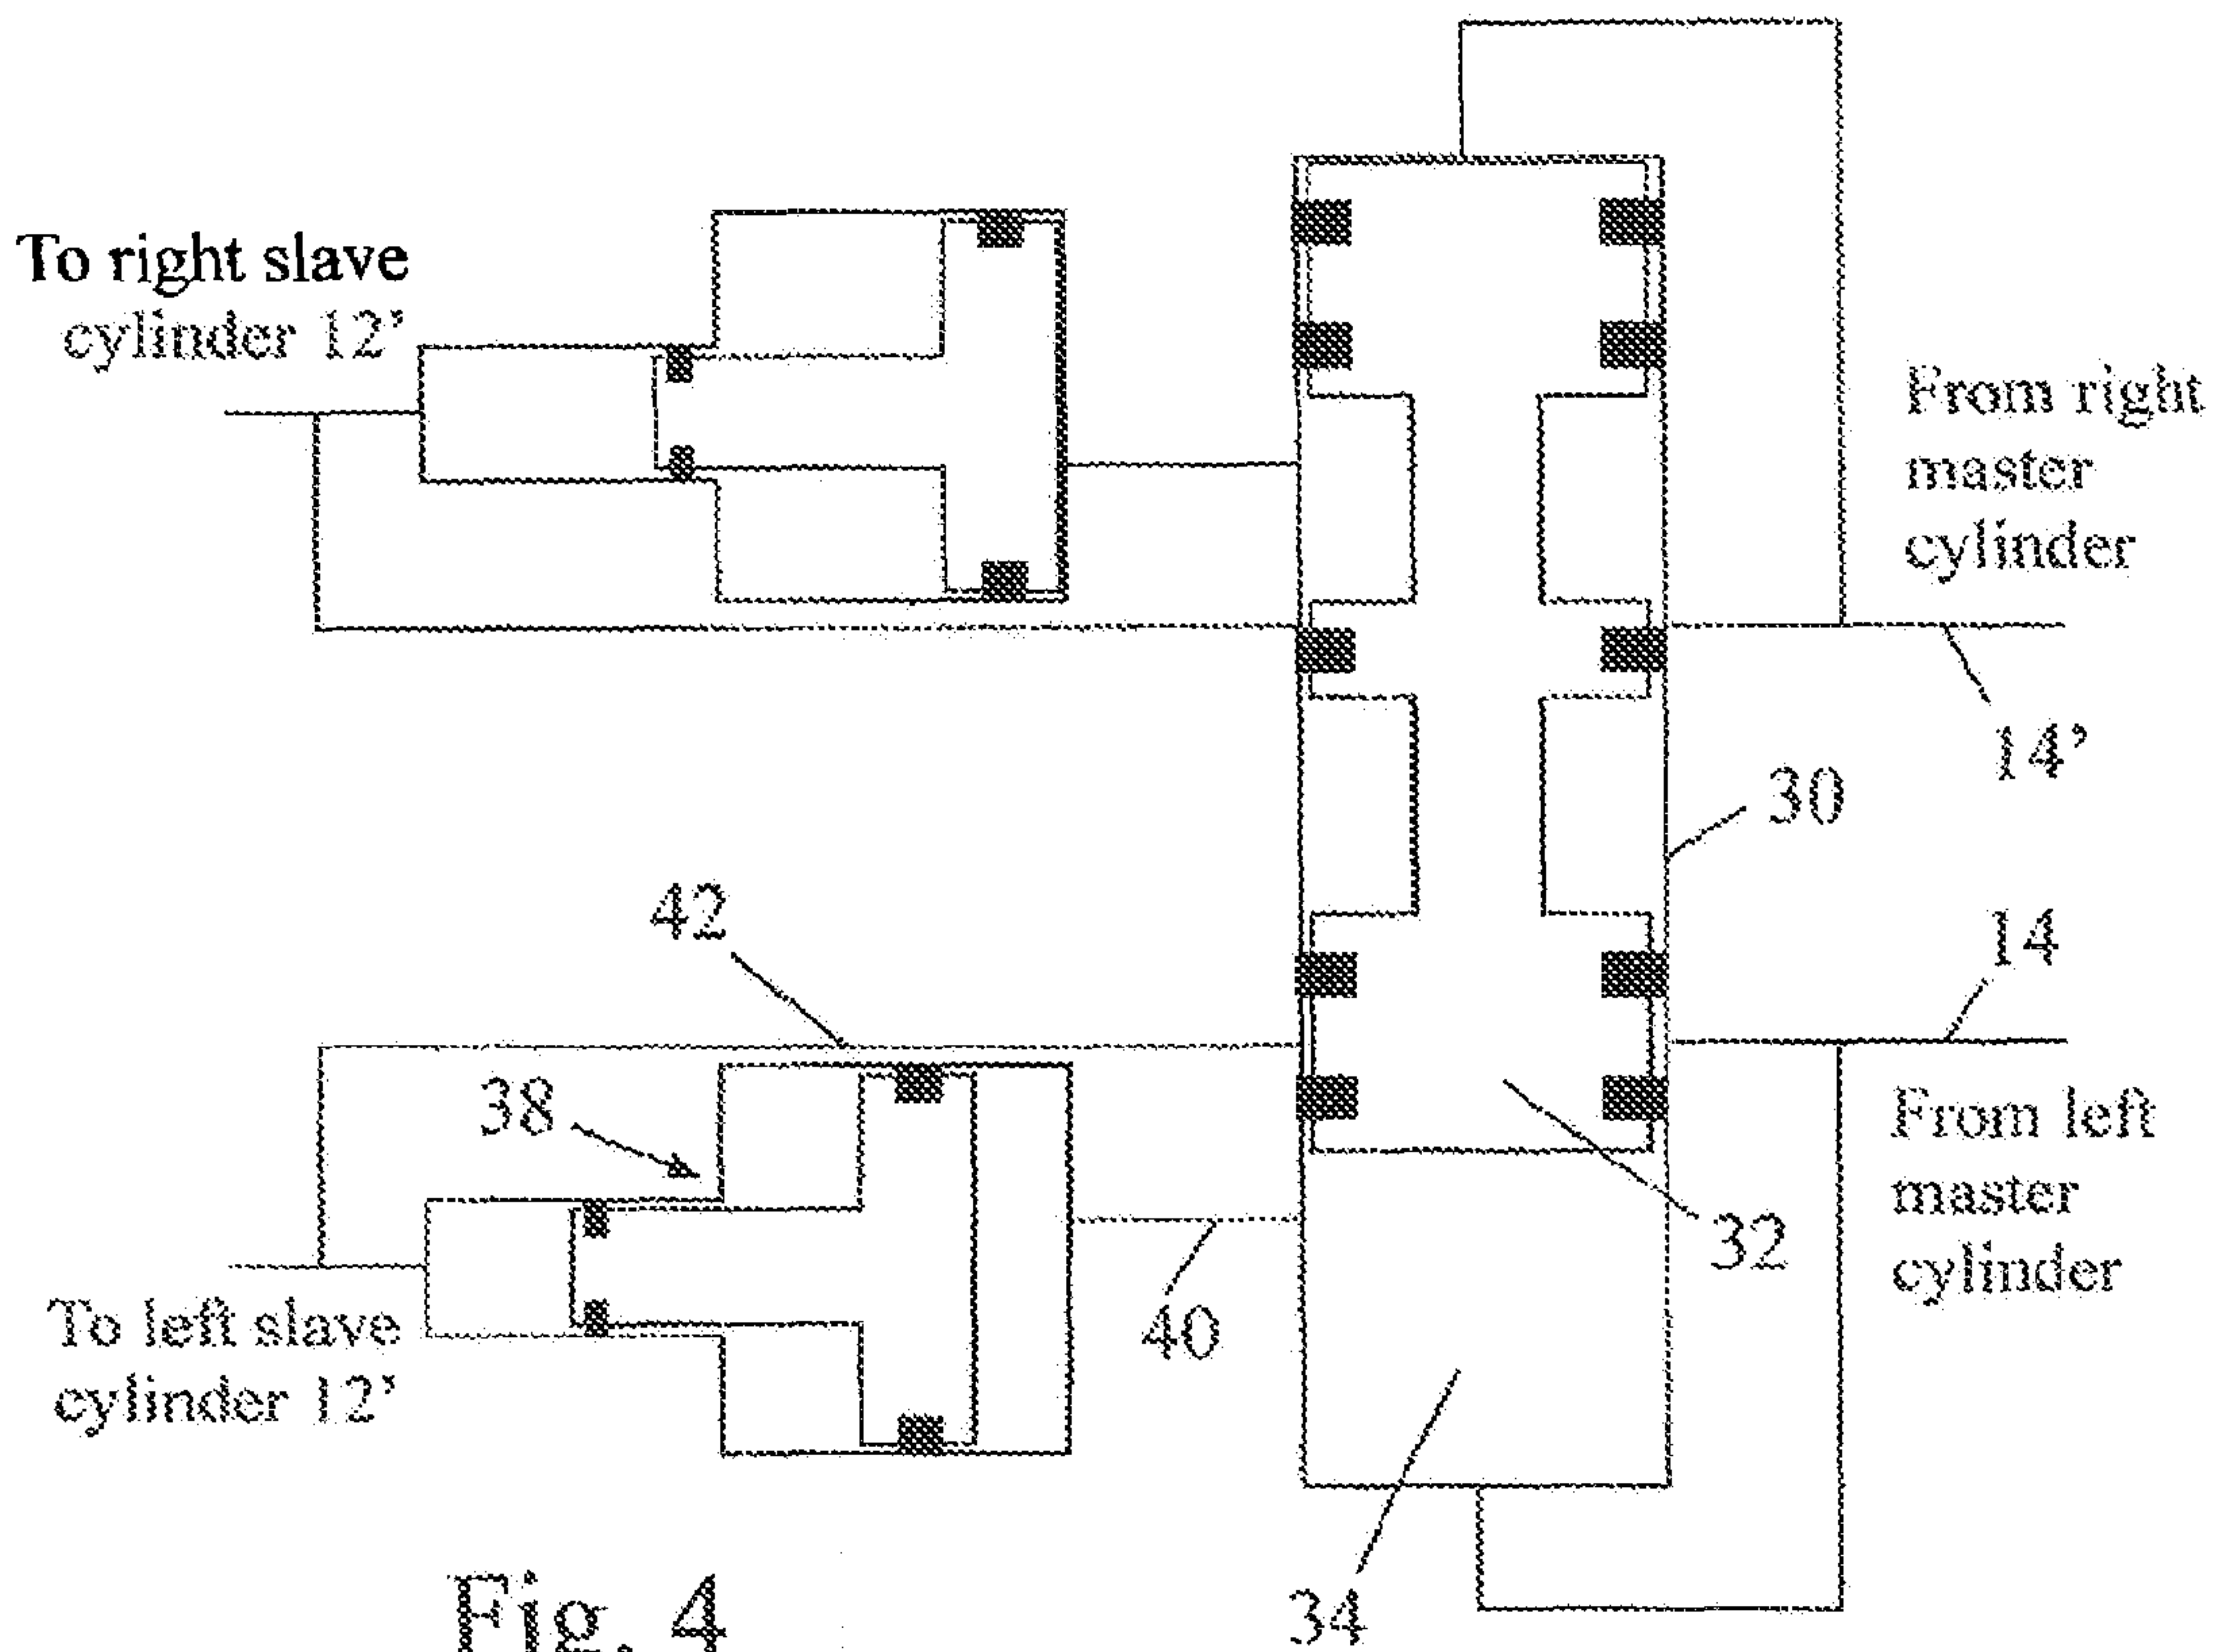 To right slave
cylinder 12’
From right
master
cylinder
14’
30
42
14
38
From left
master
cylinder
32
To left slave
cylinder 12’
40
34
Fig. 4